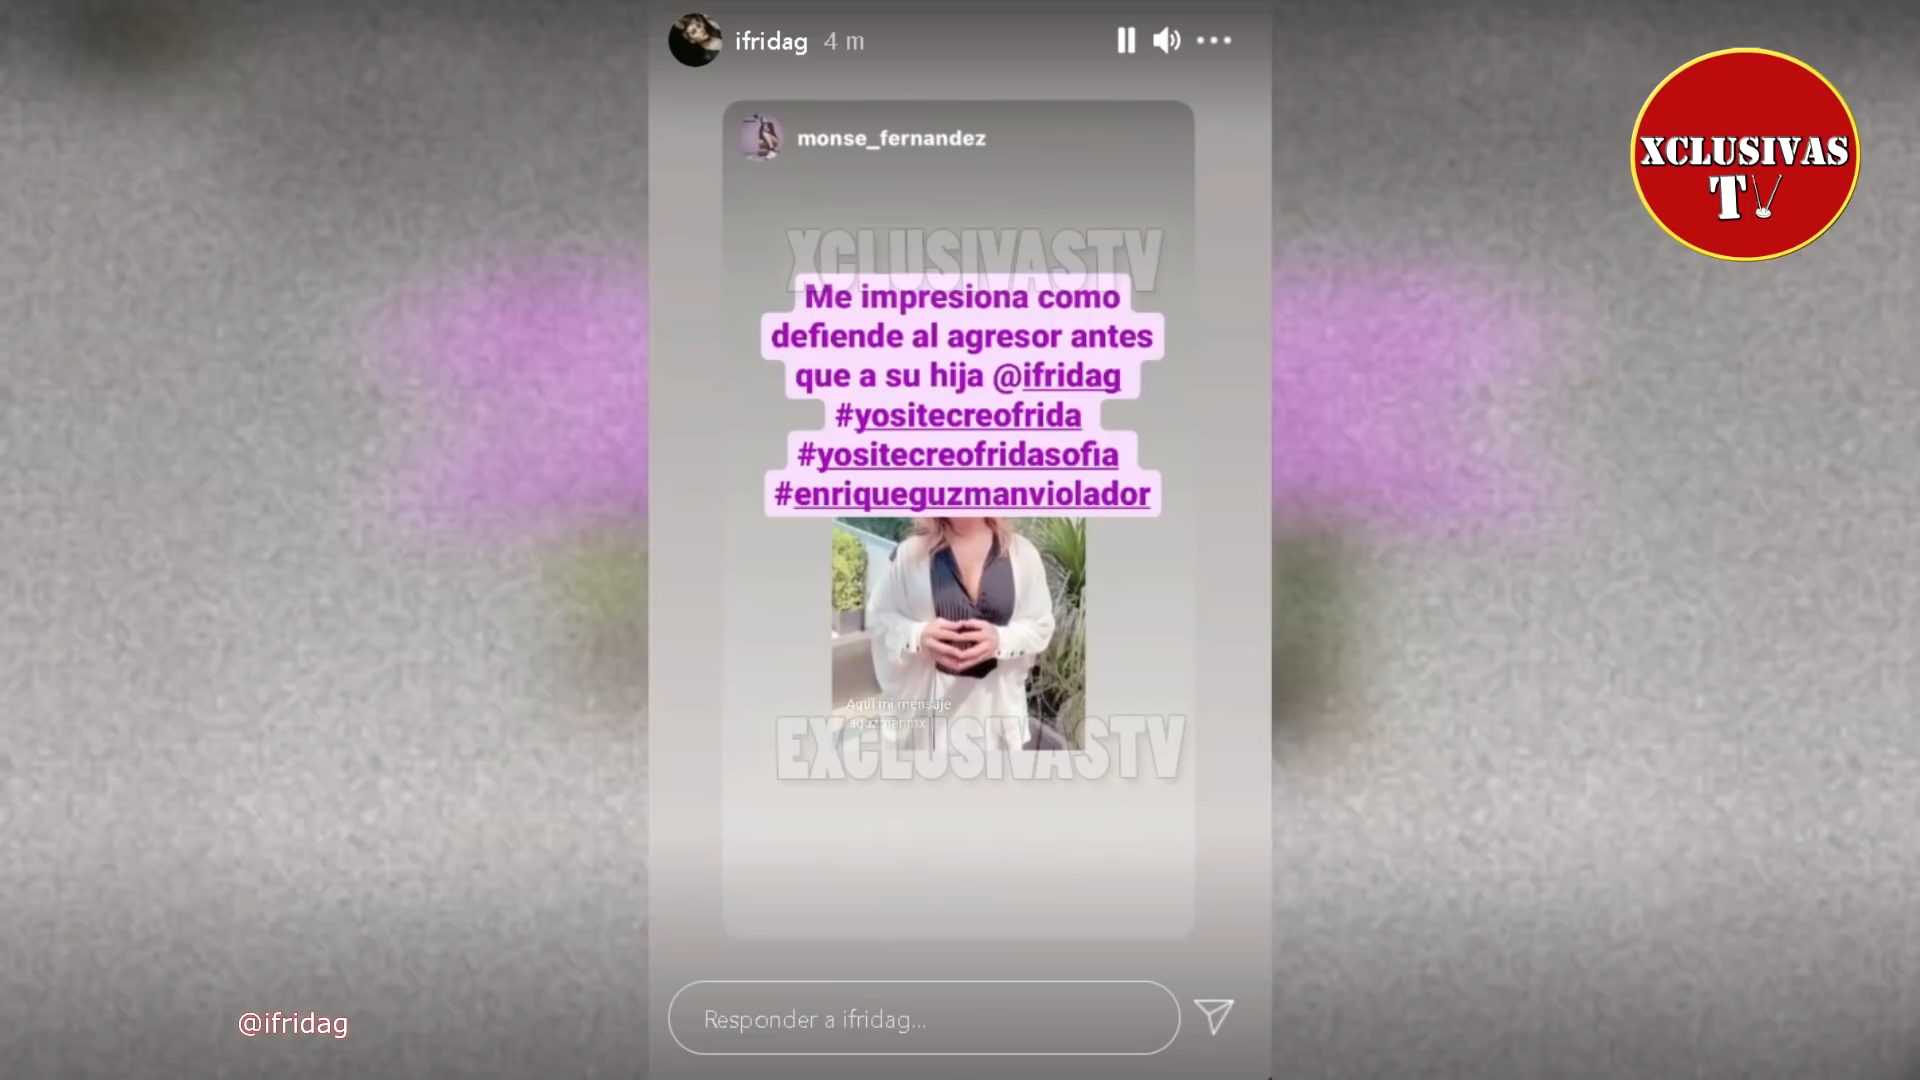 ifridag 4 m
XCLUSIVAS
TV
monse_fernandez
XCLUSIVASTV
Me impresiona como
defiende al agresor antes
que a su hija @ifridag
#yositecreofrida
#yositecreofridasofia
#enriqueguzmanviolador
Aquí mi mensaje
aguzmanmx
EXCLUSIVASTV
Responder a ifridag...
@ifridag